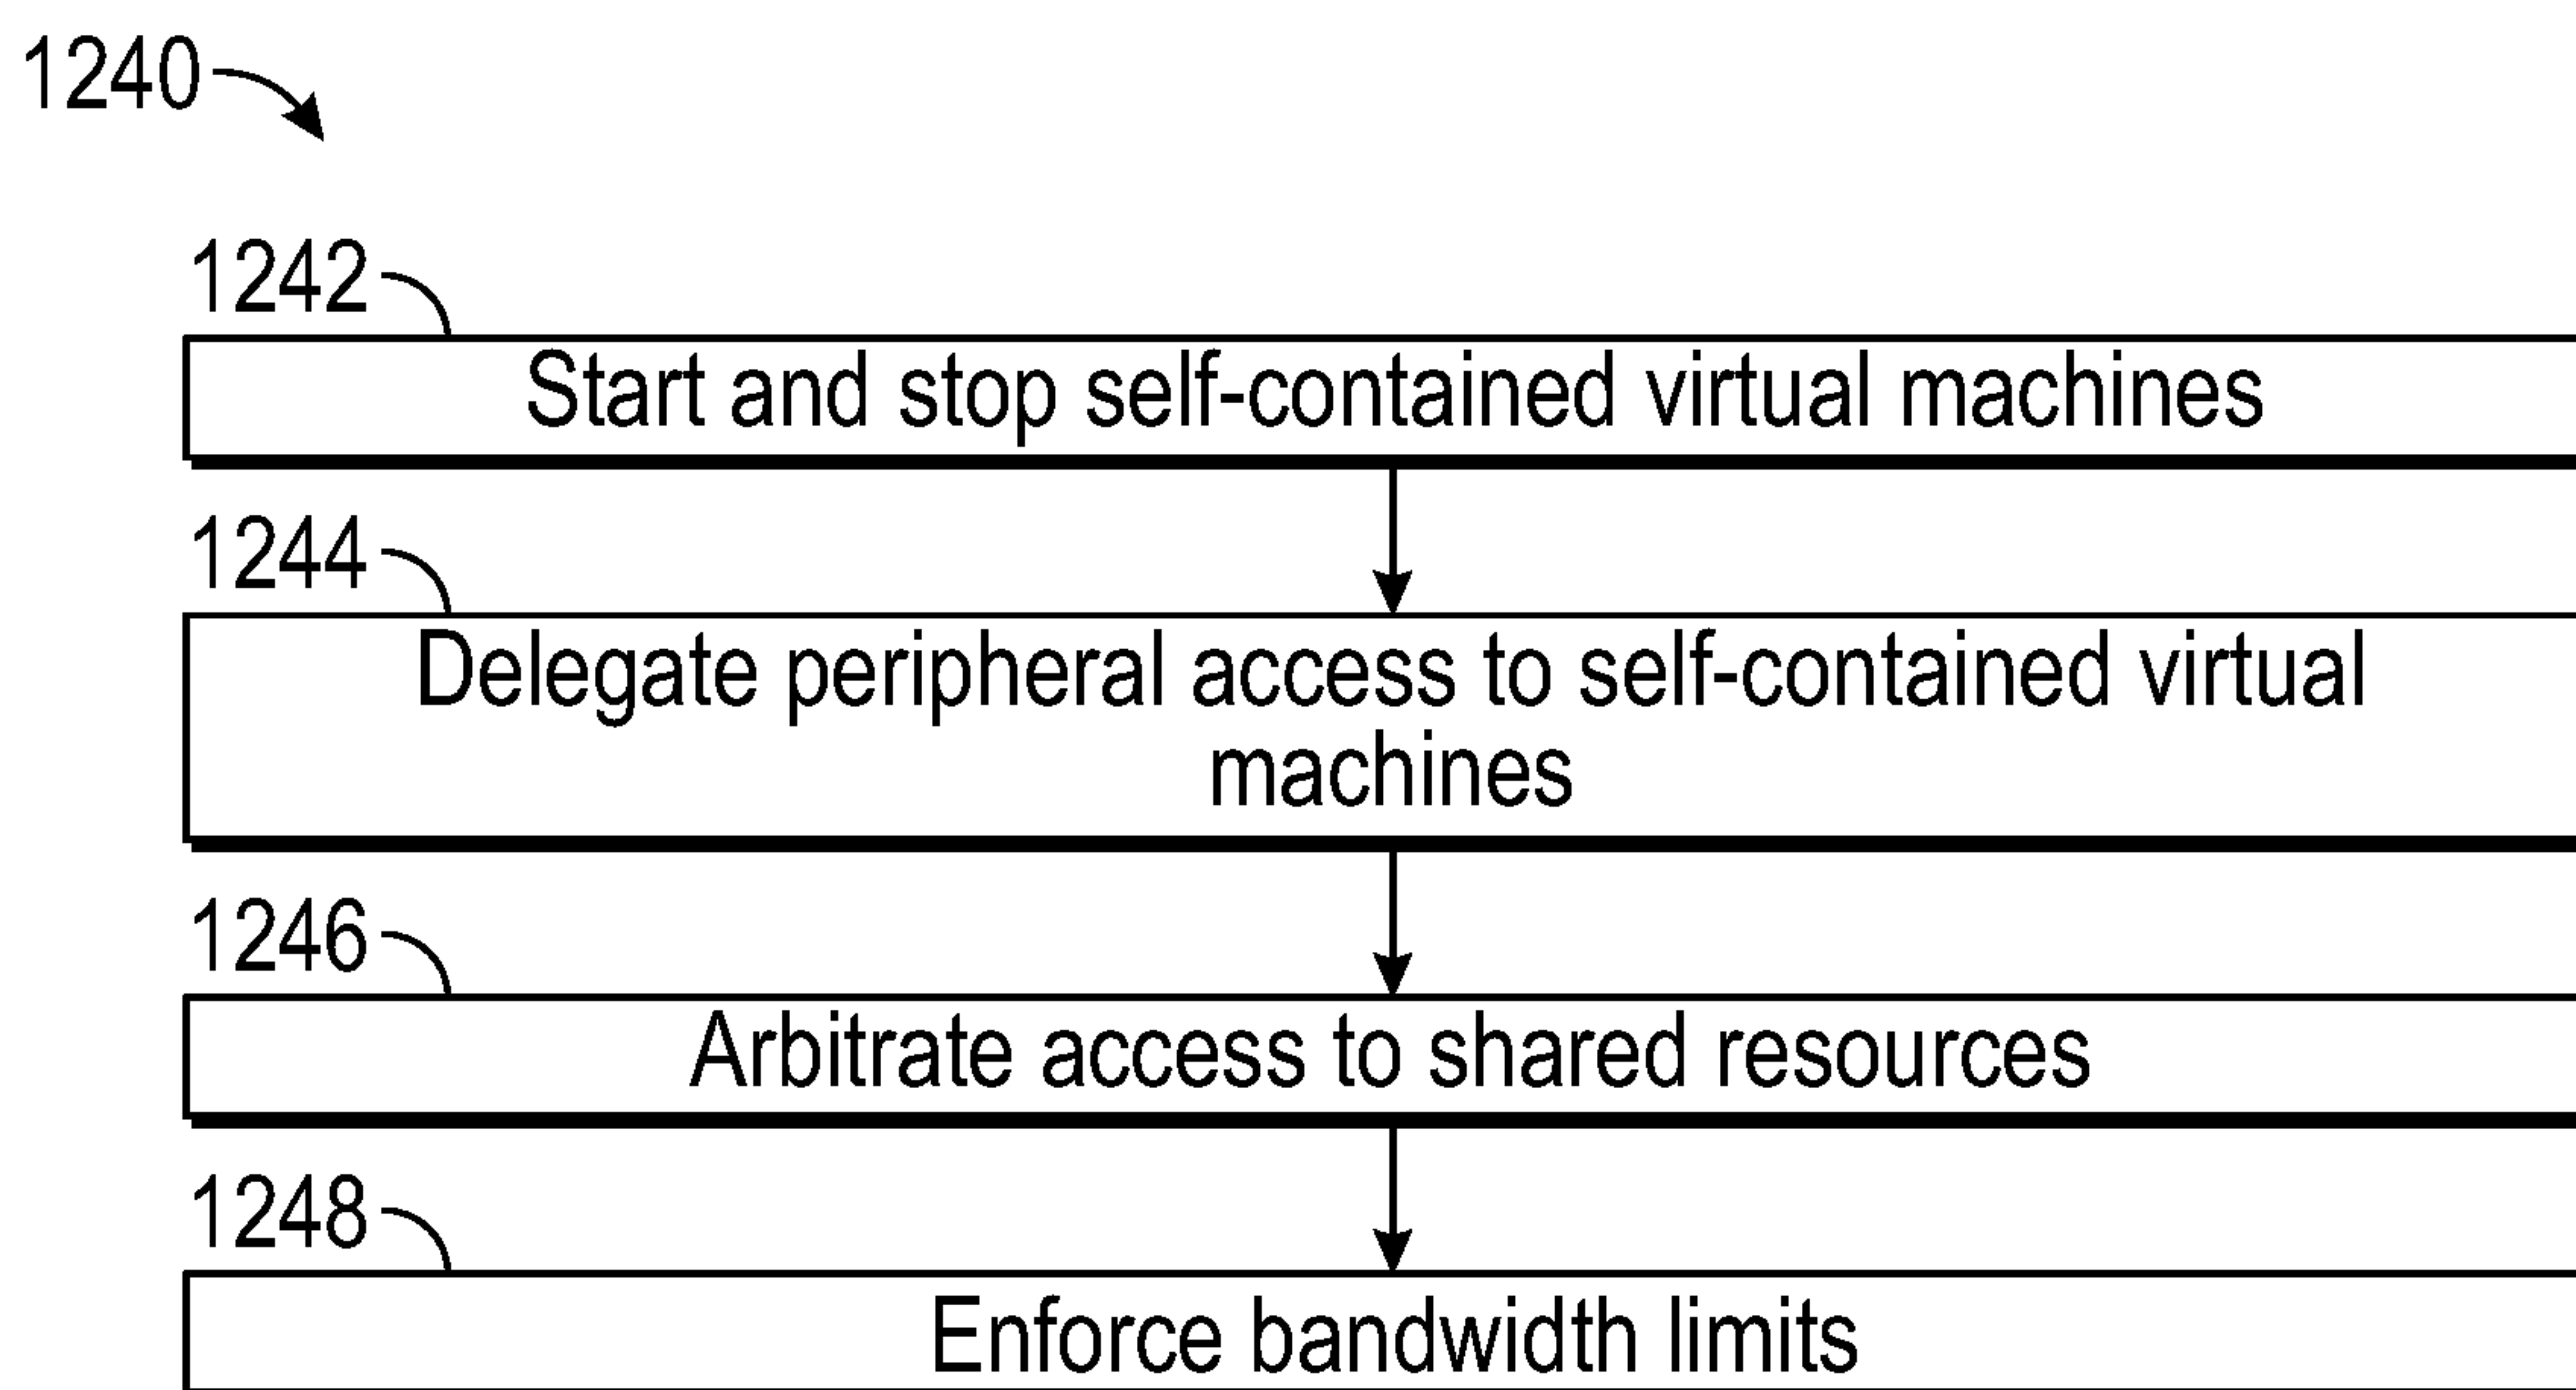 1240
1242
Start and stop self-contained virtual machines
1244
Delegate peripheral access to self-contained virtual
machines
1246
Arbitrate access to shared resources
1248
Enforce bandwidth limits